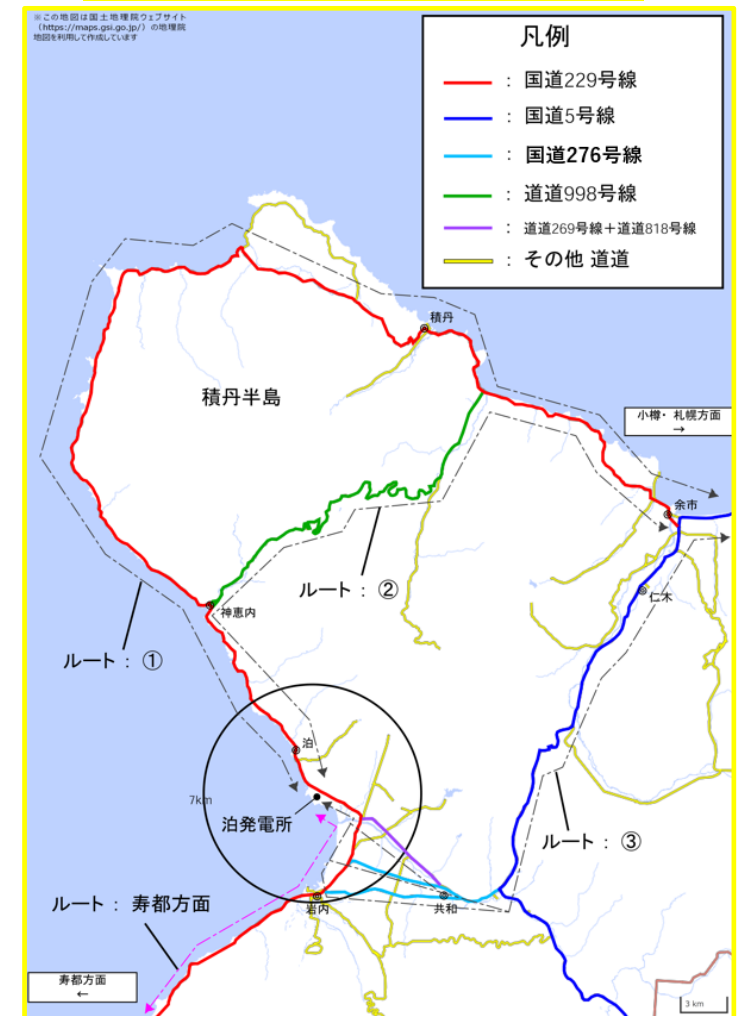 ※この地図は国土地理院ウェブサイト
（https://maps.gsi.go.jp/）の地理院
地図を利用して作成しています
凡例
： 国道229号線
： 国道5号線
： 国道276号線
： 道道998号線
： 道道269号線＋道道818号線
： その他 道道
積丹
積丹半島
小樽・札幌方面
→
余市
ルート： ②
仁木
神恵内
ルート： ①
泊
7km
泊発電所
ルート： ③
ルート： 寿都方面
岩内
共和
寿都方面
←
3 km